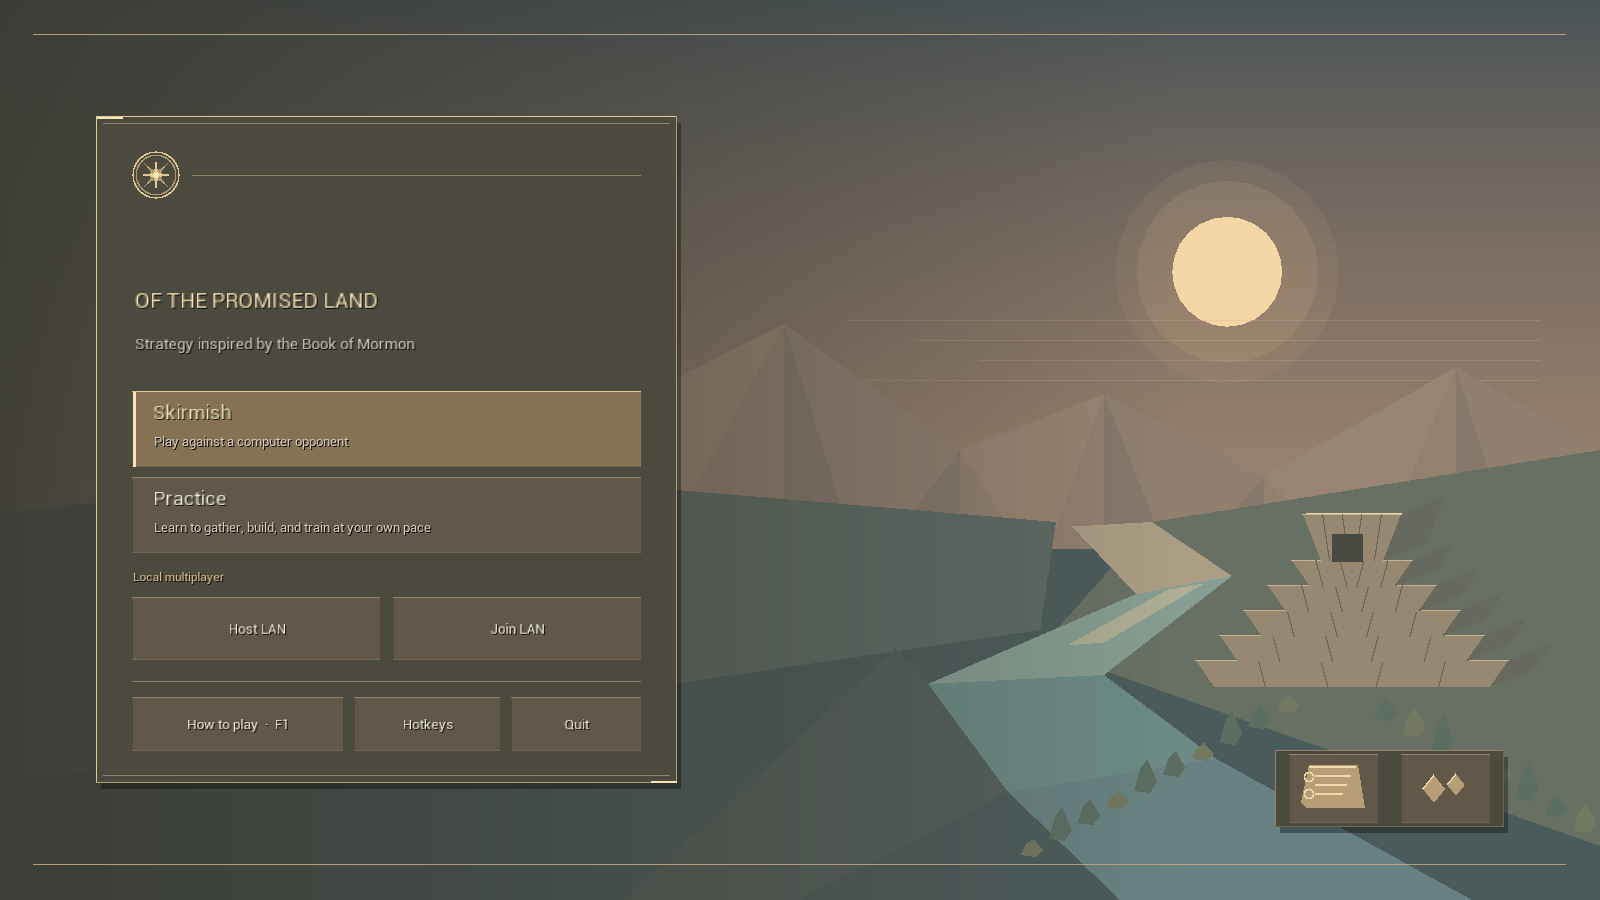 OF THE PROMISED LAND
Strategy inspired by the Book of Mormon
Skirmish
Play against a computer opponent
Practice
Learn to gather, build, and train at your own pace
Local multiplayer
Host LAN
Join LAN
How to play · F1
Hotkeys
Quit